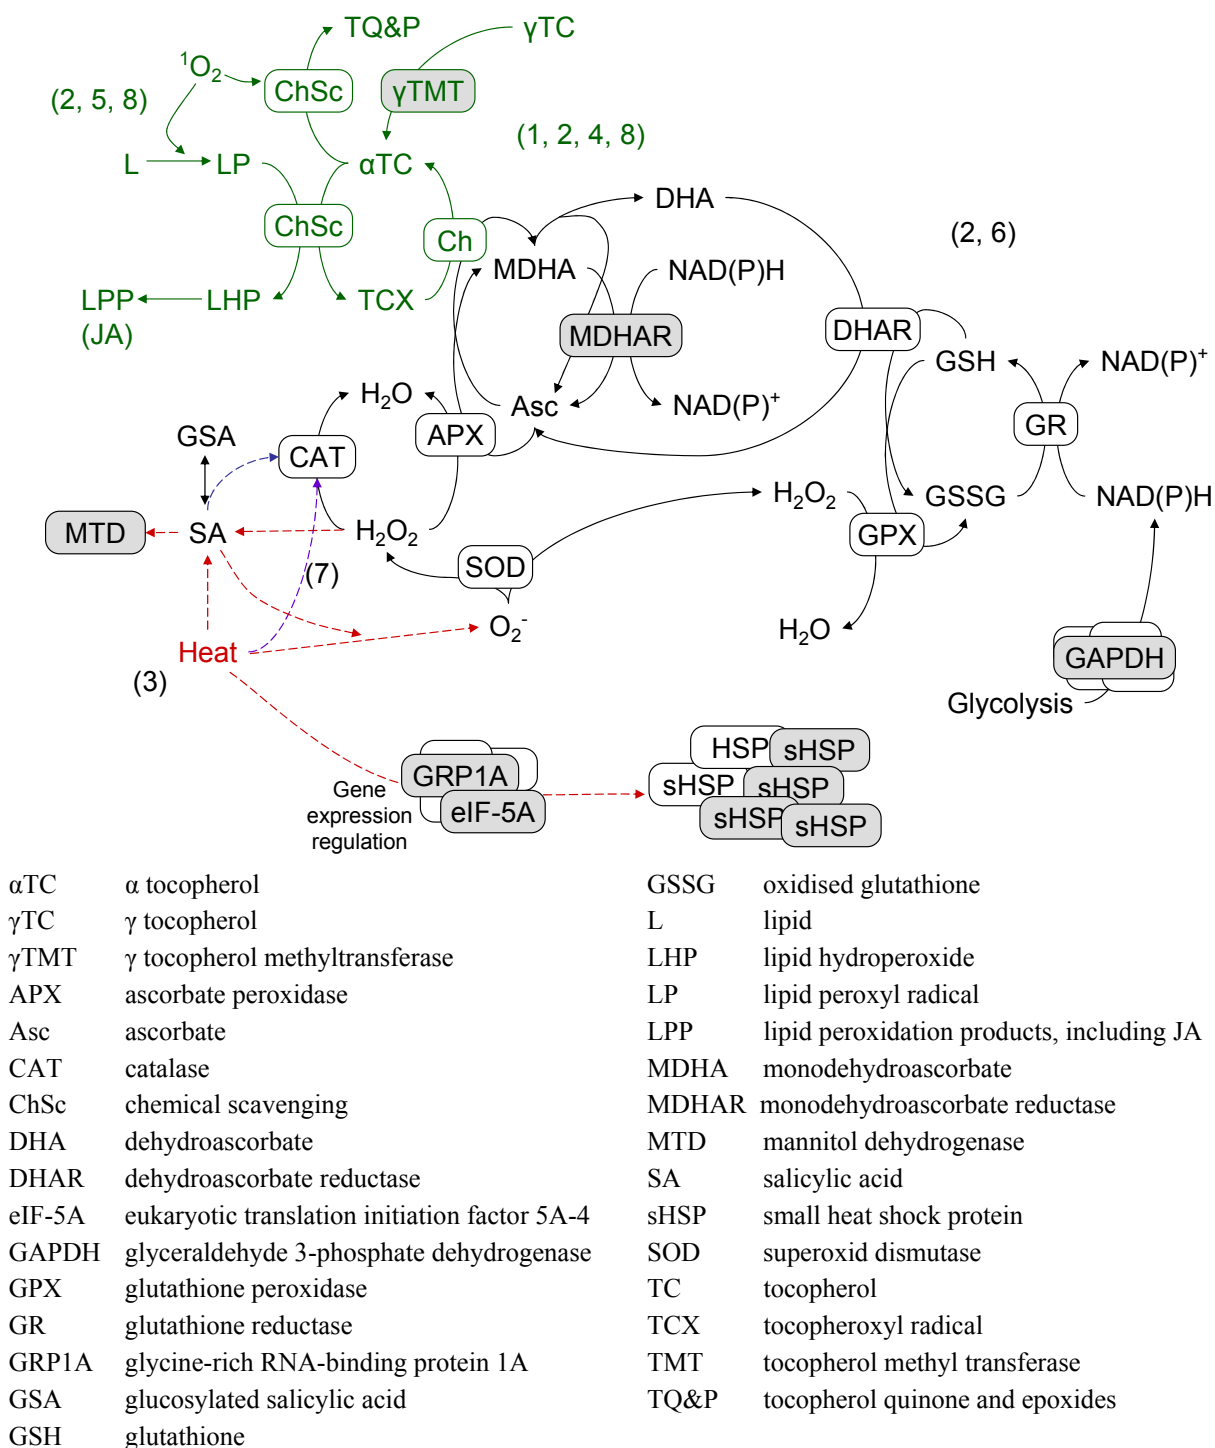 TQ&P
γTC
¹O₂
ChSc
γTMT
(2, 5, 8)
(1, 2, 4, 8)
L
LP
αTC
DHA
ChSc
Ch
(2, 6)
MDHA
NAD(P)H
LPP
LHP
TCX
(JA)
MDHAR
DHAR
GSH
NAD(P)⁺
H₂O
Asc
NAD(P)⁺
GSA
CAT
APX
GR
MTD
SA
H₂O₂
H₂O₂
GSSG
NAD(P)H
GPX
SOD
(7)
O₂⁻
H₂O
Heat
(3)
GAPDH
Glycolysis
HSP
sHSP
GRP1A
sHSP
sHSP
Gene
expression
regulation
eIF-5A
sHSP
sHSP
αTC α tocopherol
γTC γ tocopherol
γTMT γ tocopherol methyltransferase
APX ascorbate peroxidase
Asc ascorbate
CAT catalase
ChSc chemical scavenging
DHA dehydroascorbate
DHAR dehydroascorbate reductase
eIF-5A eukaryotic translation initiation factor 5A-4
GAPDH glyceraldehyde 3-phosphate dehydrogenase
GPX glutathione peroxidase
GR glutathione reductase
GRP1A glycine-rich RNA-binding protein 1A
GSA glucosylated salicylic acid
GSH glutathione
GSSG oxidised glutathione
L lipid
LHP lipid hydroperoxide
LP lipid peroxyl radical
LPP lipid peroxidation products, including JA
MDHA monodehydroascorbate
MDHAR monodehydroascorbate reductase
MTD mannitol dehydrogenase
SA salicylic acid
sHSP small heat shock protein
SOD superoxid dismutase
TC tocopherol
TCX tocopheroxyl radical
TMT tocopherol methyl transferase
TQ&P tocopherol quinone and epoxides